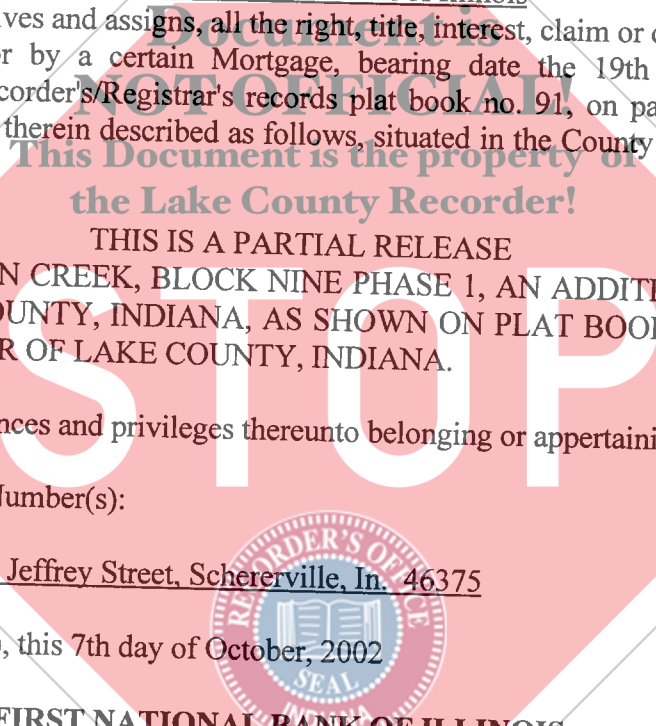 ves and assigns, all the right, title, interest, claim or
Document is
r by a certain Mortgage, bearing date the 19th
NOT OFFICIAL!
corder's/Registrar's records plat book no. 91, on pa
therein described as follows, situated in the County
This Document is the property of
the Lake County Recorder!
THIS IS A PARTIAL RELEASE
N CREEK, BLOCK NINE PHASE 1, AN ADDIT
OUNTY, INDIANA, AS SHOWN ON PLAT BOO
R OF LAKE COUNTY, INDIANA.
nces and privileges thereunto belonging or appertaini
STOP
Number(s):
Jeffrey Street, Schererville, In. 46375
, this 7th day of October, 2002
RECORDER'S OFFICE
SEAL
INDIANA
FIRST NATIONAL BANK OF ILLINOIS